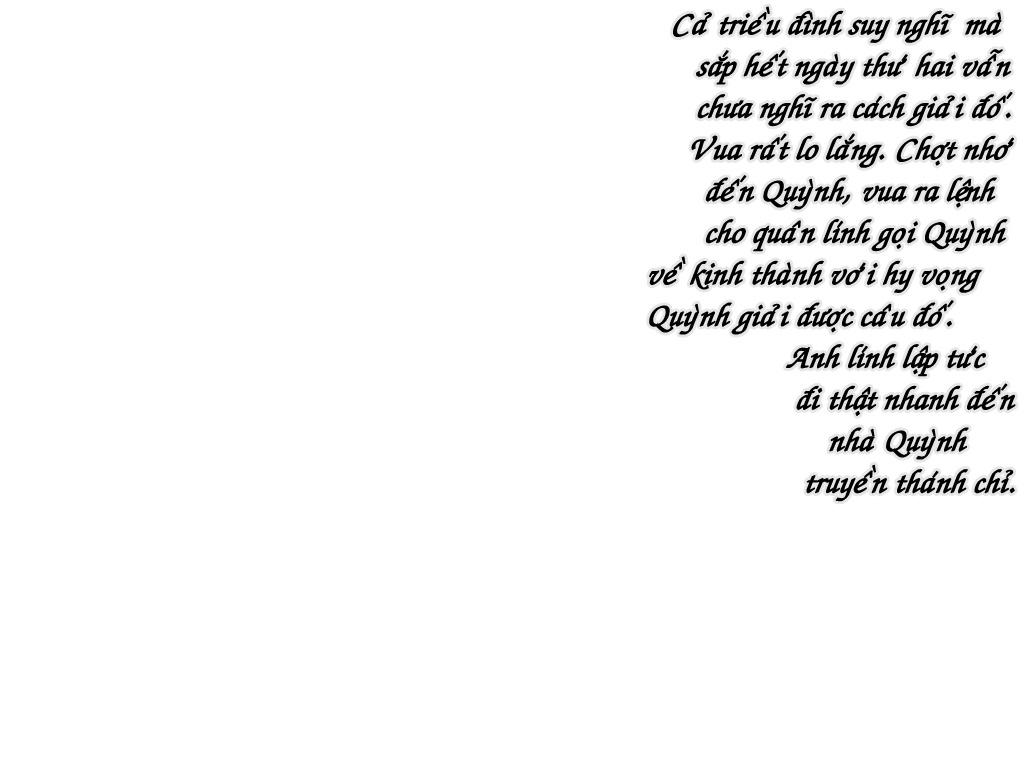 Cả triều đình suy nghĩ mà
sắp hết ngày thứ hai vẫn
chưa nghĩ ra cách giải đố.
Vua rất lo lắng. Chợt nhớ
đến Quỳnh, vua ra lệnh
cho quân lính gọi Quỳnh
về kinh thành với hy vọng
Quỳnh giải được câu đố.
Anh lính lập tức
đi thật nhanh đến
nhà Quỳnh
truyền thánh chỉ.